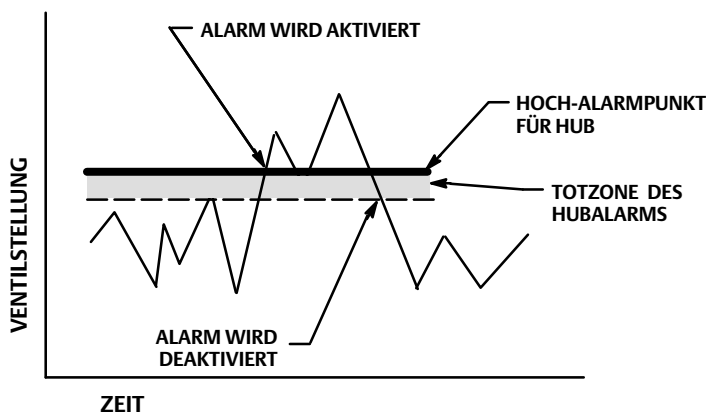 ALARM WIRD AKTIVIERT
HOCH-ALARMPUNKT
FÜR HUB
TOTZONE DES
HUBALARMS
VENTILSTELLUNG
ALARM WIRD
DEAKTIVIERT
ZEIT